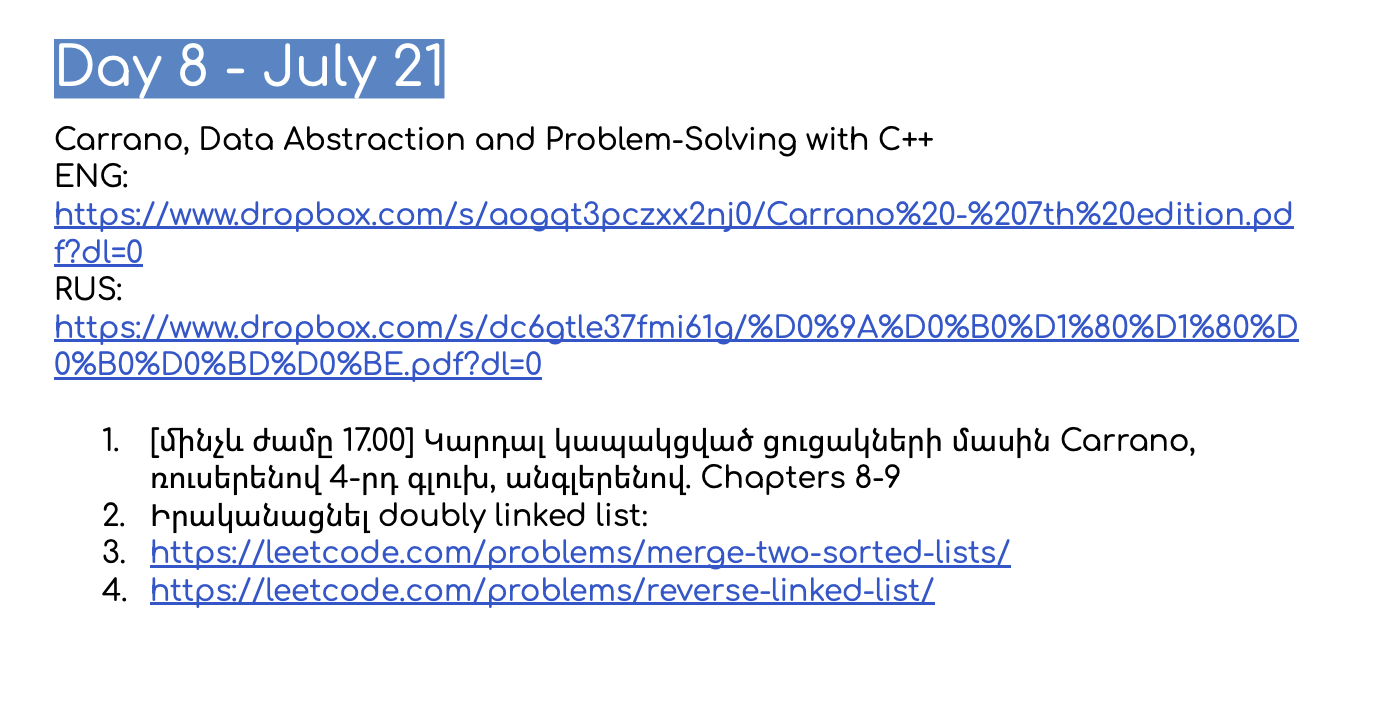 Day 8 - July 21
Carrano, Data Abstraction and Problem-Solving with C++
ENG:
https://www.dropbox.com/s/aogqt3pczxx2nj0/Carrano%20-%207th%20edition.pd
f?dl=0
RUS:
https://www.dropbox.com/s/dc6gtle37fmi61g/%D0%9A%D0%B0%D1%80%D1%80%D
0%B0%D0%BD%D0%BE.pdf?dl=0
1. [մինչև ժամը 17.00] Կարդալ կապակցված ցուցակների մասին Carrano,
ռուսերենով 4-րդ գլուխ, անգլերենով. Chapters 8-9
2. Իրականացնել doubly linked list:
3. https://leetcode.com/problems/merge-two-sorted-lists/
4. https://leetcode.com/problems/reverse-linked-list/